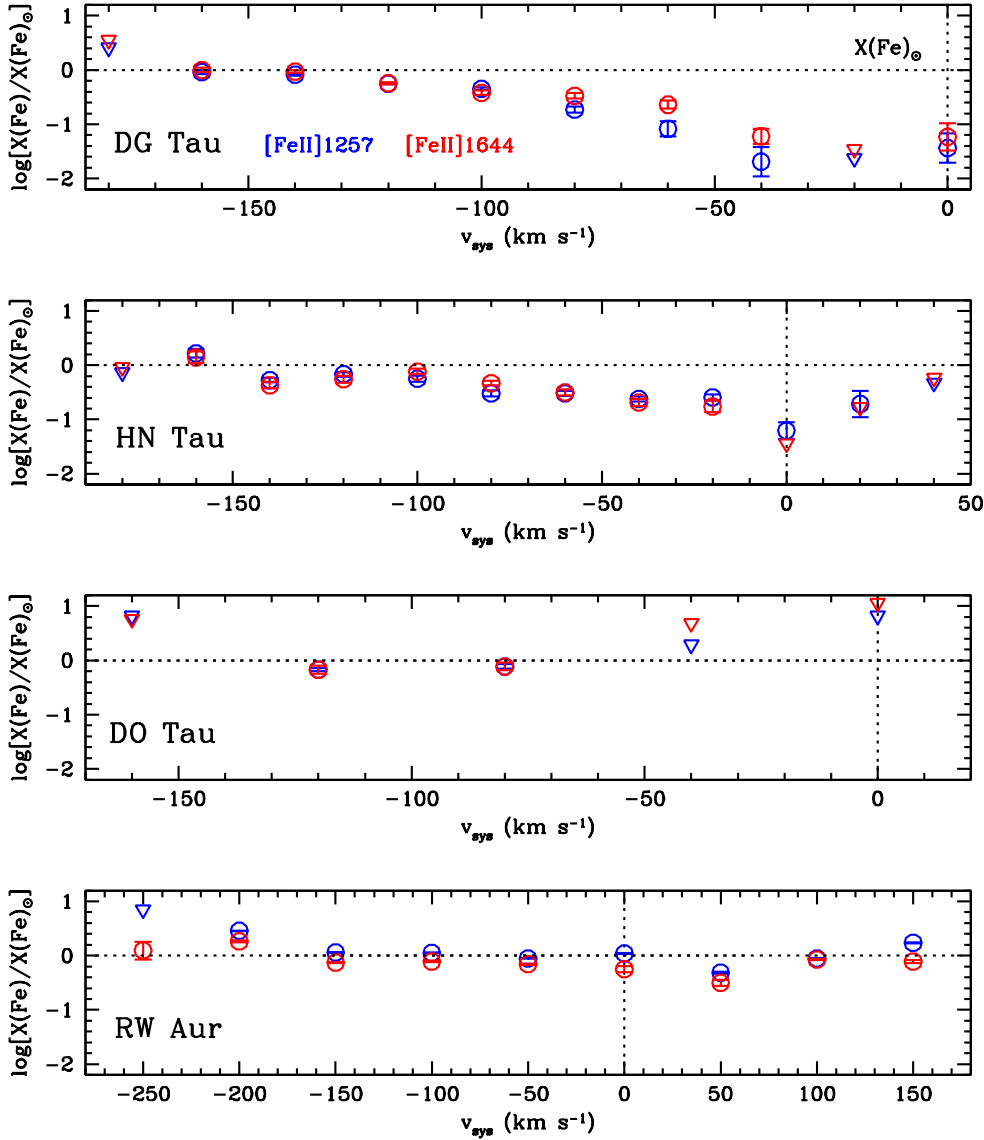 1
0
−1
−2
log[X(Fe)/X(Fe)⊙]
X(Fe)⊙
DG Tau [FeII]1257 [FeII]1644
−150 −100 −50 0
v_sys (km s⁻¹)
1
0
−1
−2
log[X(Fe)/X(Fe)⊙]
HN Tau
−150 −100 −50 0 50
v_sys (km s⁻¹)
1
0
−1
−2
log[X(Fe)/X(Fe)⊙]
DO Tau
−150 −100 −50 0
v_sys (km s⁻¹)
1
0
−1
−2
log[X(Fe)/X(Fe)⊙]
RW Aur
−250 −200 −150 −100 −50 0 50 100 150
v_sys (km s⁻¹)